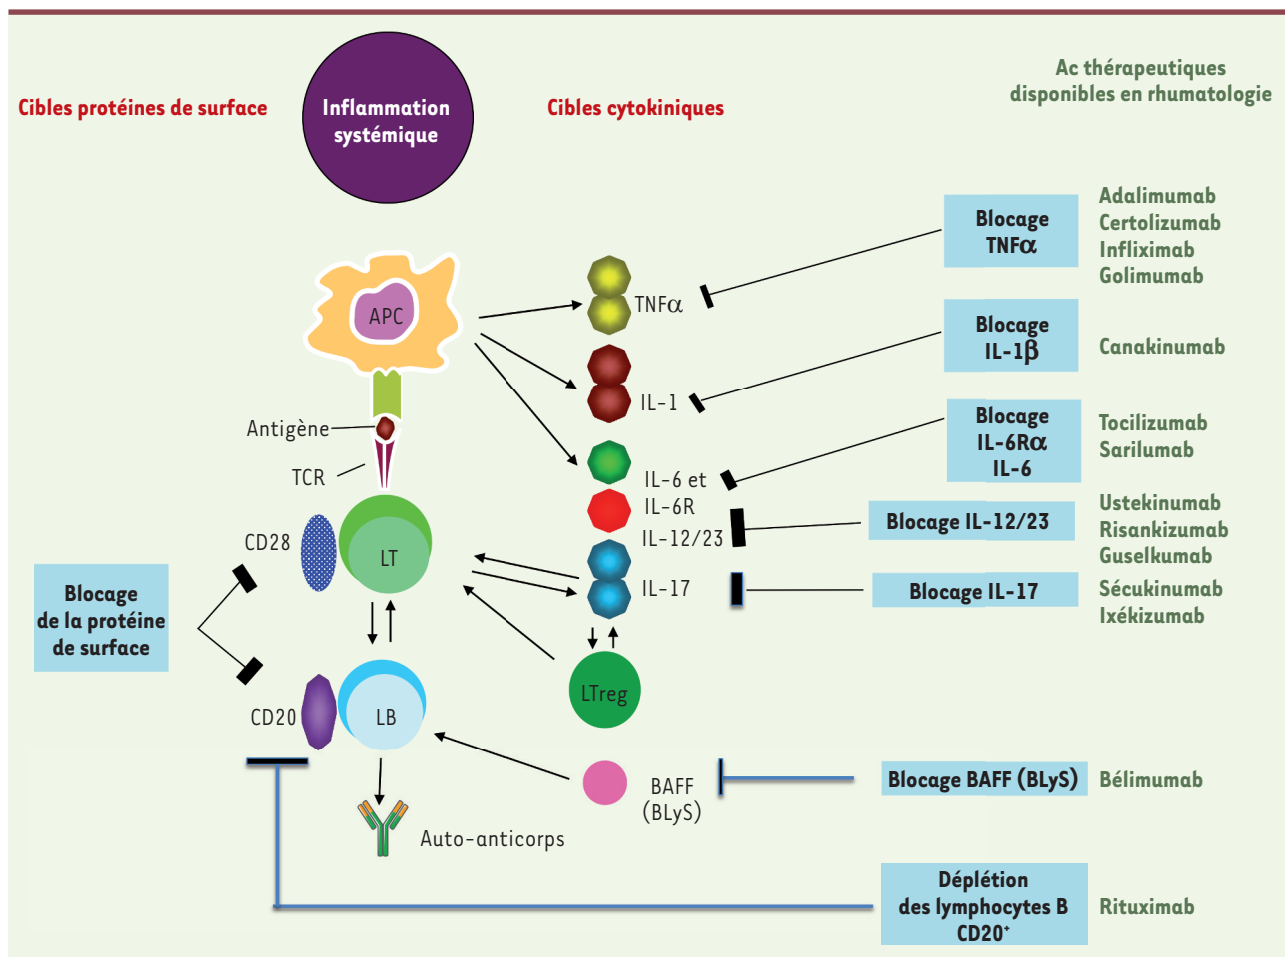 Cibles protéines de surface
Inflammation
systémique
Cibles cytokiniques
Ac thérapeutiques
disponibles en rhumatologie
APC
Antigène
TCR
CD28
LT
Blocage
de la protéine
de surface
CD20
LB
Auto-anticorps
TNFα
IL-1
IL-6 et
IL-6R
IL-12/23
IL-17
LTreg
BAFF
(BLyS)
Blocage
TNFα
Adalimumab
Certolizumab
Infliximab
Golimumab
Blocage
IL-1β
Canakinumab
Blocage
IL-6Rα
IL-6
Tocilizumab
Sarilumab
Blocage IL-12/23
Ustekinumab
Risankizumab
Guselkumab
Blocage IL-17
Sécukinumab
Ixékizumab
Blocage BAFF (BLyS)
Bélimumab
Déplétion
des lymphocytes B
CD20⁺
Rituximab